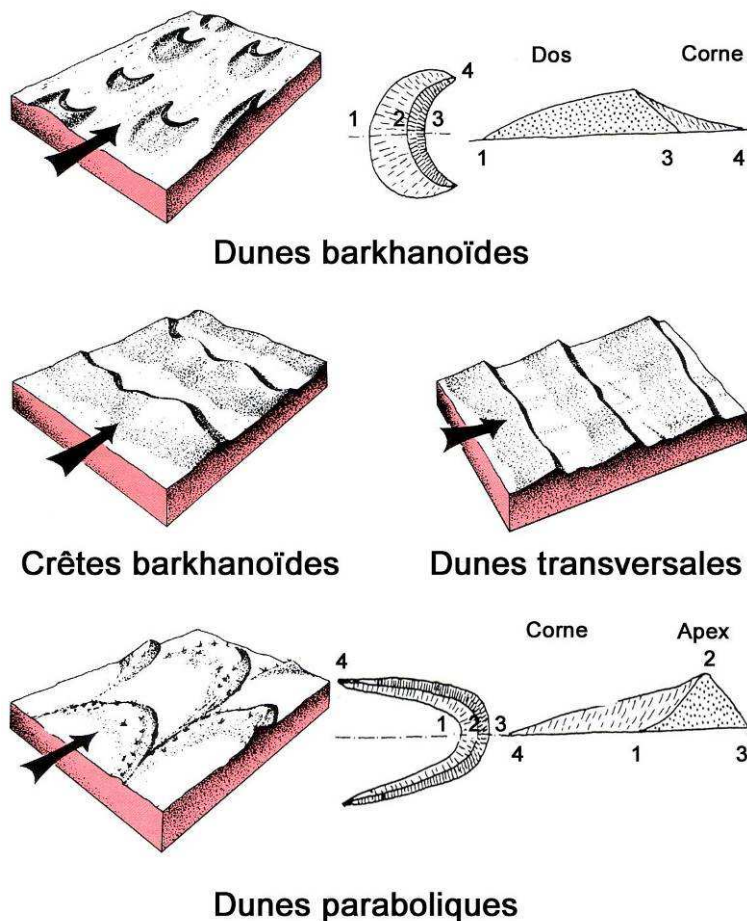 Dos Corne
4
1 2 3
1 3 4
Dunes barkhanoïdes
Crêtes barkhanoïdes Dunes transversales
Corne Apex
4 2
1 2 3
4 1 3
Dunes paraboliques